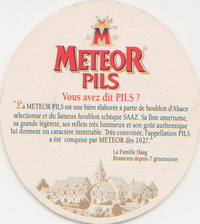 M
METEOR
PILS
Vous avez dit PILS ?
"La METEOR PILS est une bière élaborée à partir de houblon d'Alsace
sélectionné et du fameux houblon tchèque SAAZ. Sa fine amertume,
sa grande légèreté, ses reflets très lumineux et son goût authentique
lui donnent un caractère inimitable. Très convoitée, l'appellation PILS
a été conquise par METEOR dès 1927."
La Famille Haag
Brasseurs depuis 7 générations